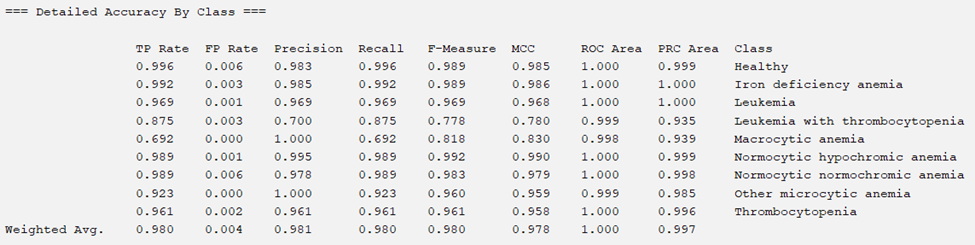 === Detailed Accuracy By Class ===
TP Rate FP Rate Precision Recall F-Measure MCC ROC Area PRC Area Class
0.996 0.006 0.983 0.996 0.989 0.985 1.000 0.999 Healthy
0.992 0.003 0.985 0.992 0.989 0.986 1.000 1.000 Iron deficiency anemia
0.969 0.001 0.969 0.969 0.969 0.968 1.000 1.000 Leukemia
0.875 0.003 0.700 0.875 0.778 0.780 0.999 0.935 Leukemia with thrombocytopenia
0.692 0.000 1.000 0.692 0.818 0.830 0.998 0.939 Macrocytic anemia
0.989 0.001 0.995 0.989 0.992 0.990 1.000 0.999 Normocytic hypochromic anemia
0.989 0.006 0.978 0.989 0.983 0.979 1.000 0.998 Normocytic normochromic anemia
0.923 0.000 1.000 0.923 0.960 0.959 0.999 0.985 Other microcytic anemia
0.961 0.002 0.961 0.961 0.961 0.958 1.000 0.996 Thrombocytopenia
Weighted Avg. 0.980 0.004 0.981 0.980 0.980 0.978 1.000 0.997